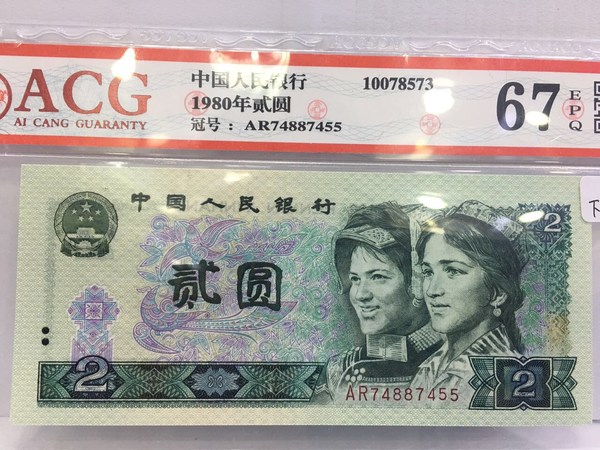 ACG
AI CANG GUARANTY
中国人民银行
1980年贰圆
冠号：AR74887455
10078573
67
EPQ
中国人民银行
2
贰圆
2
AR74887455
2